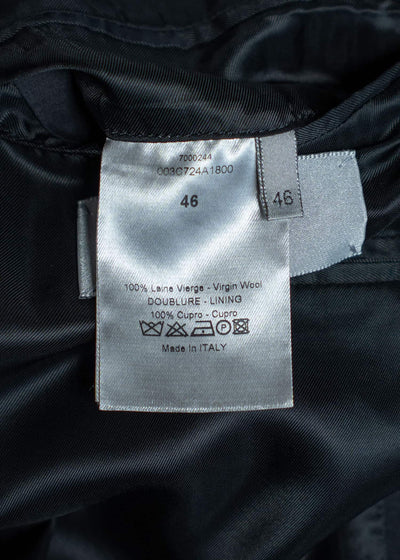 7000244
003C724A1800
46
46
100% Laine Vierge - Virgin Wool
DOUBLURE - LINING
100% Cupro - Cupro
P
Made in ITALY